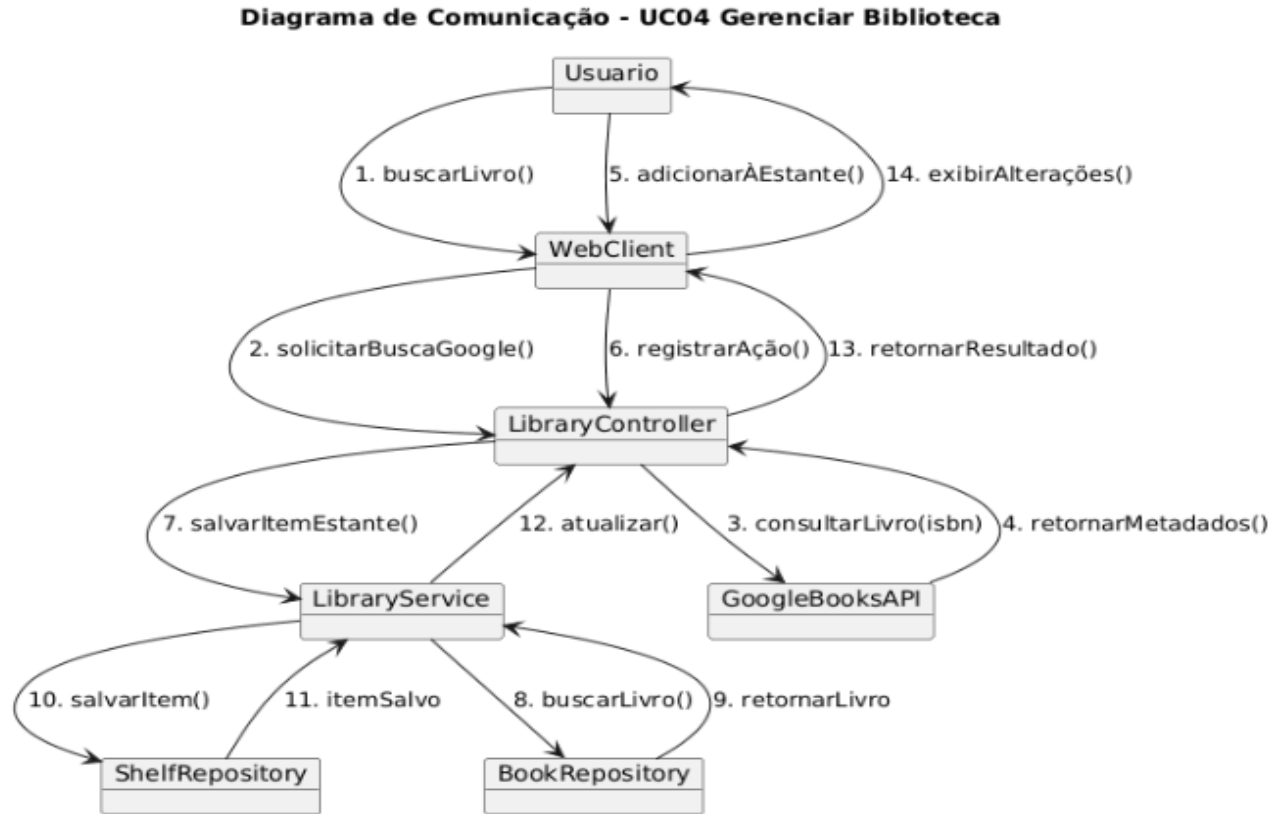 Diagrama de Comunicação - UC04 Gerenciar Biblioteca
Usuario
1. buscarLivro()
5. adicionarÀEstante()
14. exibirAlterações()
WebClient
2. solicitarBuscaGoogle()
6. registrarAção()
13. retornarResultado()
LibraryController
7. salvarItemEstante()
12. atualizar()
3. consultarLivro(isbn)
4. retornarMetadados()
LibraryService
GoogleBooksAPI
10. salvarItem()
11. itemSalvo
8. buscarLivro()
9. retornarLivro
ShelfRepository
BookRepository